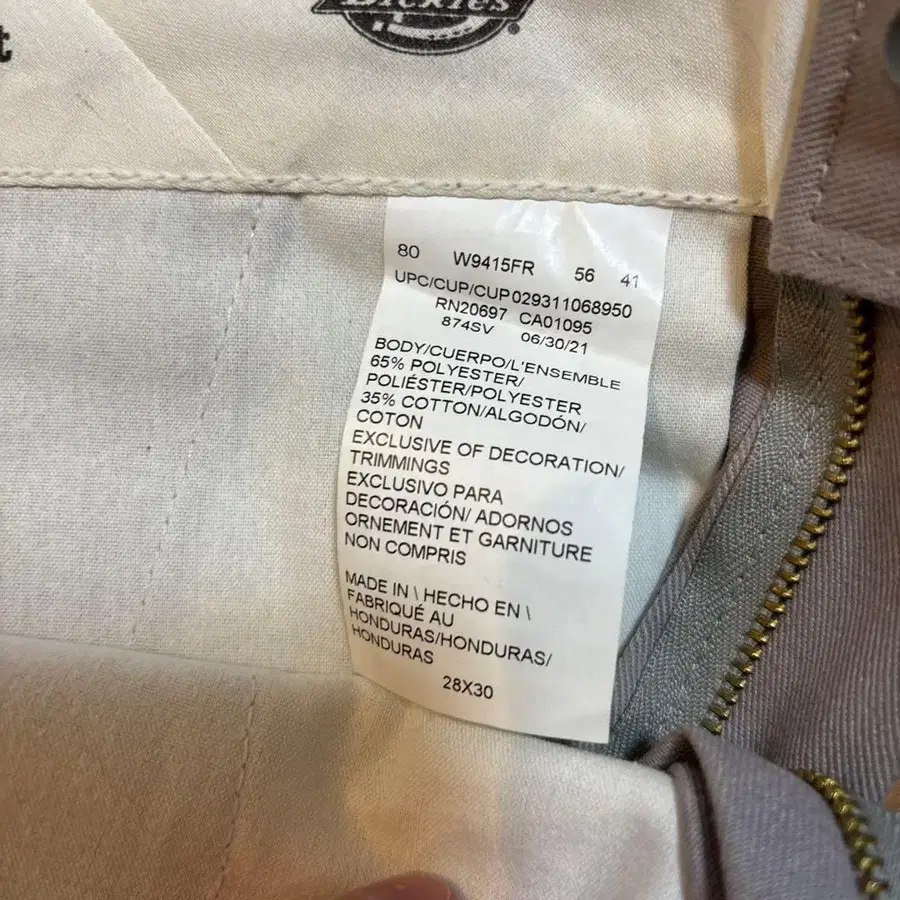 Dickies
t
80 W9415FR 56 41
UPC/CUP/CUP029311068950
RN20697 CA01095
874SV 06/30/21
BODY/CUERPO/L'ENSEMBLE
65% POLYESTER/
POLIÉSTER/POLYESTER
35% COTTON/ALGODÓN/
COTON
EXCLUSIVE OF DECORATION/
TRIMMINGS
EXCLUSIVO PARA
DECORACIÓN/ ADORNOS
ORNEMENT ET GARNITURE
NON COMPRIS
MADE IN \ HECHO EN \
FABRIQUÉ AU
HONDURAS/HONDURAS/
HONDURAS
28X30